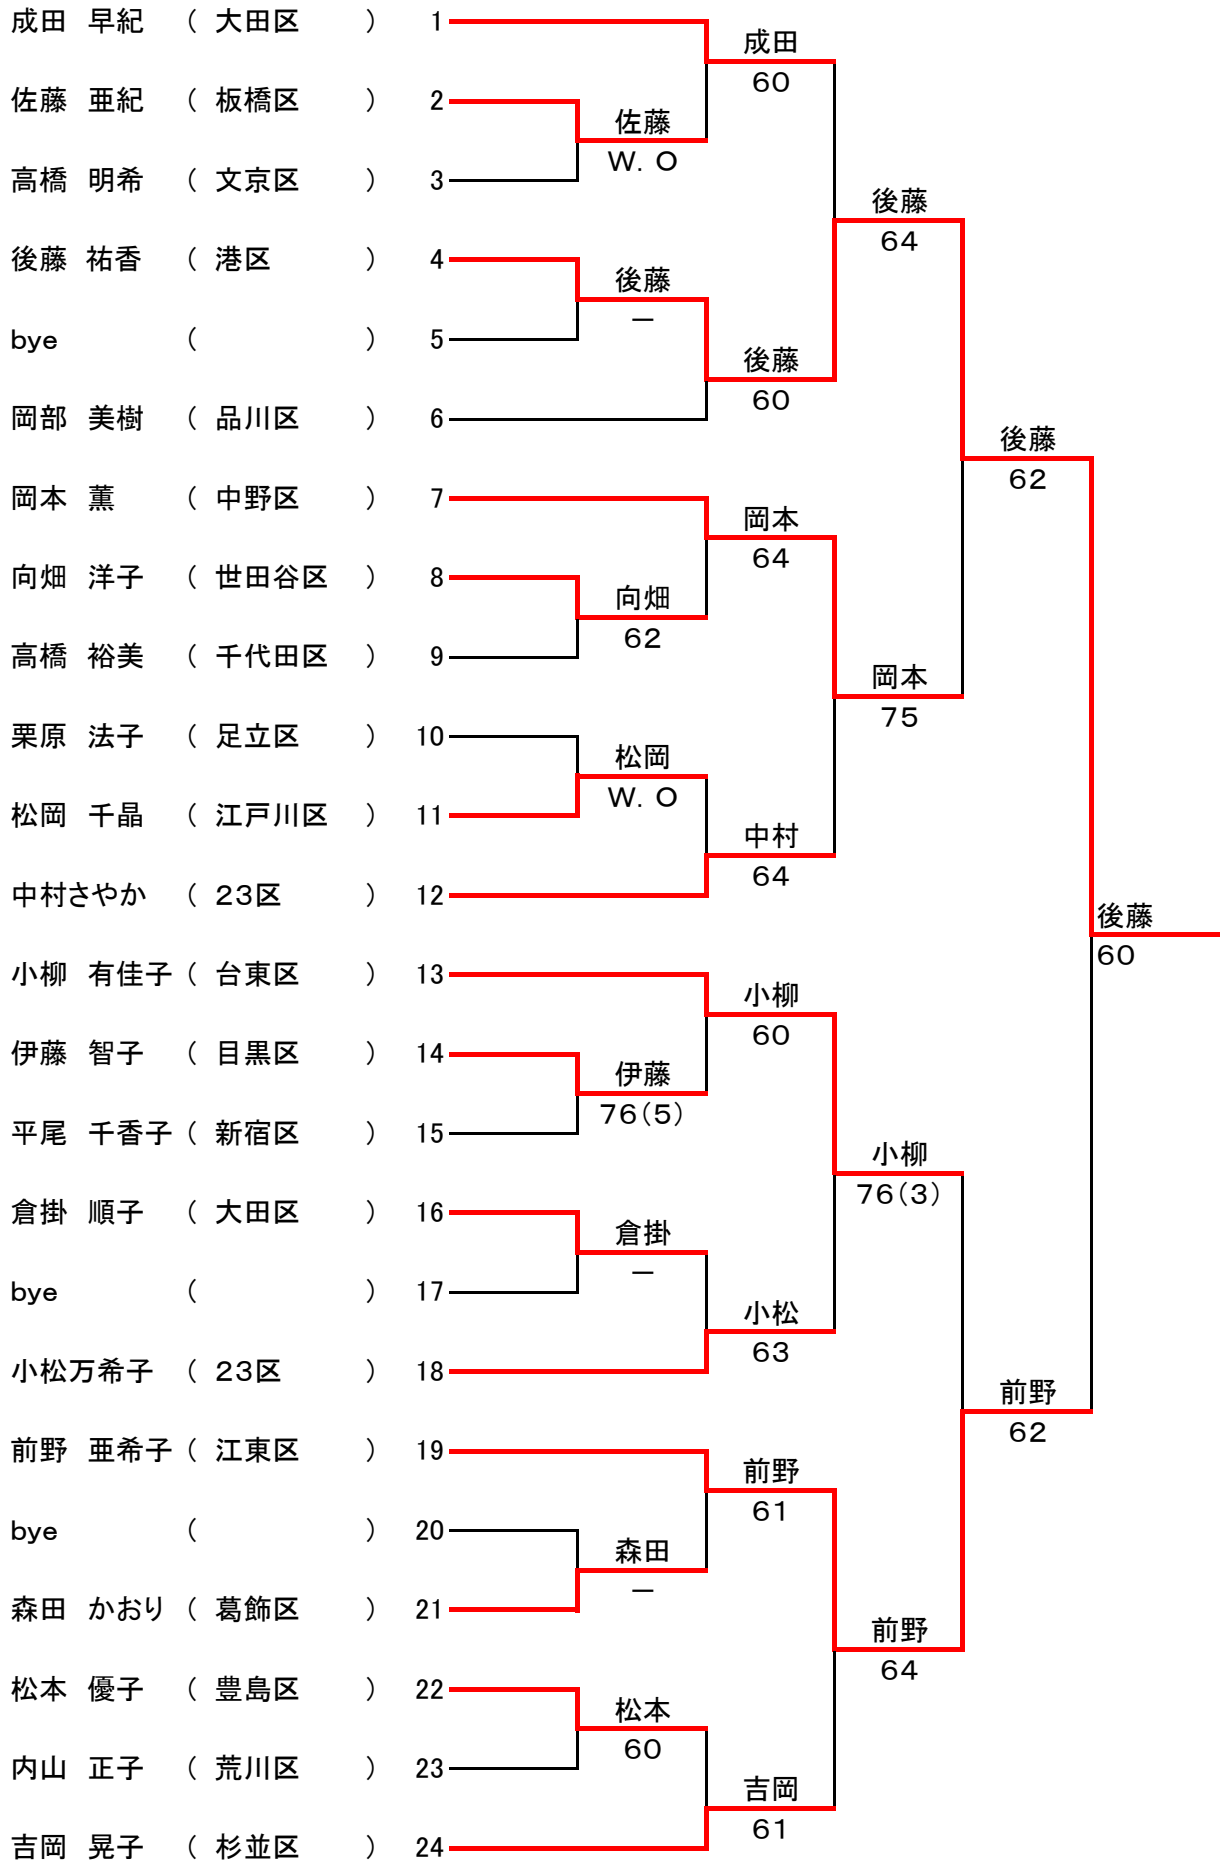 成田 早紀 ( 大田区 ) 1
成田
60
佐藤 亜紀 ( 板橋区 ) 2
佐藤
W. O
高橋 明希 ( 文京区 ) 3
後藤
64
後藤 祐香 ( 港区 ) 4
後藤
－
bye ( ) 5
後藤
60
岡部 美樹 ( 品川区 ) 6
後藤
62
岡本 薫 ( 中野区 ) 7
岡本
64
向畑 洋子 ( 世田谷区 ) 8
向畑
62
高橋 裕美 ( 千代田区 ) 9
岡本
75
栗原 法子 ( 足立区 ) 10
松岡
W. O
松岡 千晶 ( 江戸川区 ) 11
中村
64
中村さやか ( 23区 ) 12
後藤
60
小柳 有佳子 ( 台東区 ) 13
小柳
60
伊藤 智子 ( 目黒区 ) 14
伊藤
76(5)
平尾 千香子 ( 新宿区 ) 15
小柳
76(3)
倉掛 順子 ( 大田区 ) 16
倉掛
－
bye ( ) 17
小松
63
小松万希子 ( 23区 ) 18
前野
62
前野 亜希子 ( 江東区 ) 19
前野
61
bye ( ) 20
森田
－
森田 かおり ( 葛飾区 ) 21
前野
64
松本 優子 ( 豊島区 ) 22
松本
60
内山 正子 ( 荒川区 ) 23
吉岡
61
吉岡 晃子 ( 杉並区 ) 24